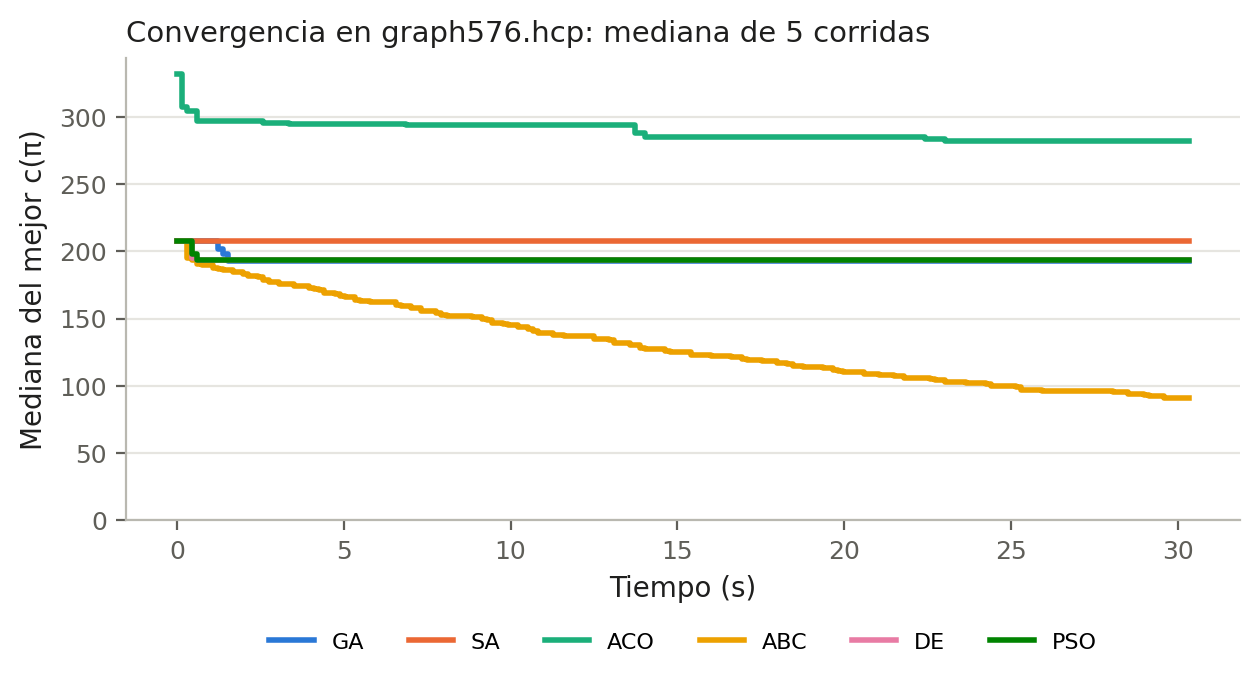 Convergencia en graph576.hcp: mediana de 5 corridas
Mediana del mejor c(π)
300
250
200
150
100
50
0
0 5 10 15 20 25 30
Tiempo (s)
GA SA ACO ABC DE PSO